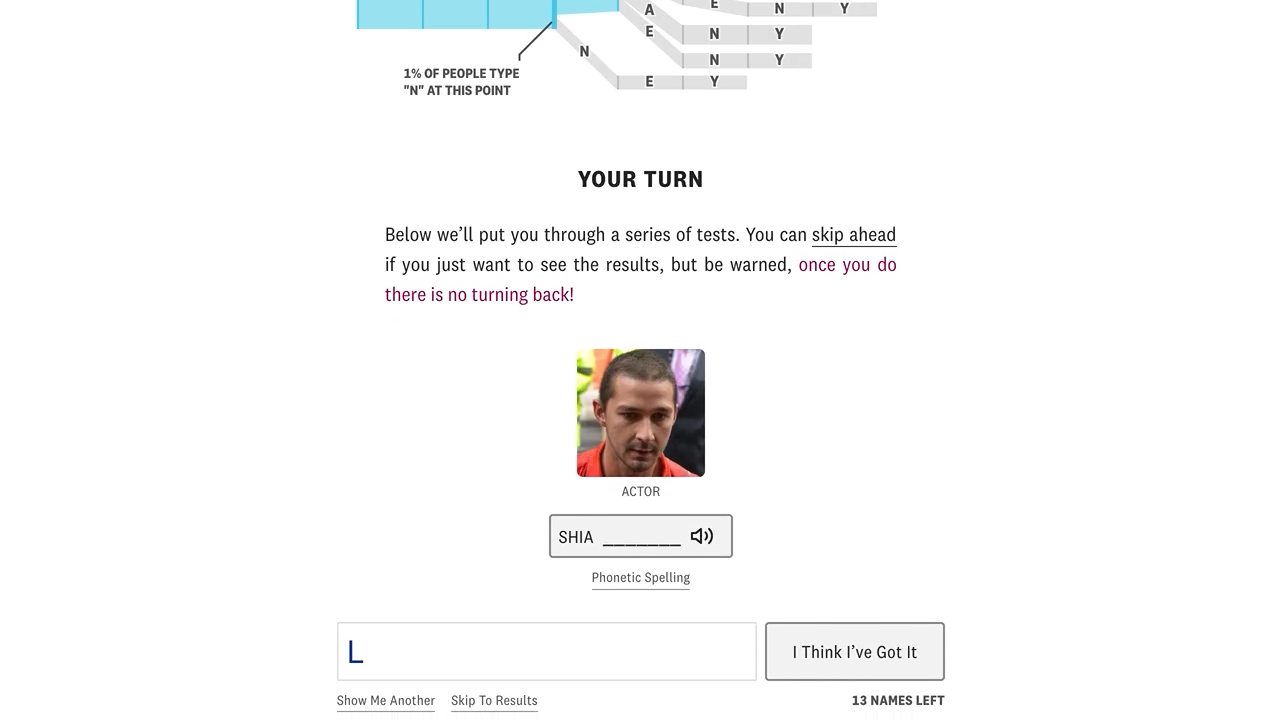 E N Y
A
E N Y
N N Y
E Y
1% OF PEOPLE TYPE
"N" AT THIS POINT
YOUR TURN
Below we'll put you through a series of tests. You can skip ahead
if you just want to see the results, but be warned, once you do
there is no turning back!
ACTOR
SHIA _______
Phonetic Spelling
L
I Think I've Got It
Show Me Another Skip To Results 13 NAMES LEFT